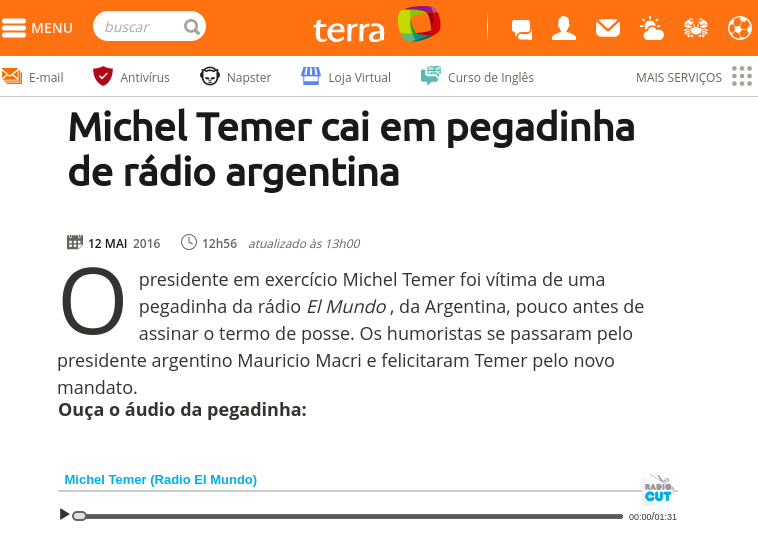 MENU
buscar
terra
E-mail
Antivírus
Napster
Loja Virtual
Curso de Inglês
MAIS SERVIÇOS
Michel Temer cai em pegadinha
de rádio argentina
12 MAI 2016 12h56 atualizado às 13h00
O presidente em exercício Michel Temer foi vítima de uma
pegadinha da rádio El Mundo , da Argentina, pouco antes de
assinar o termo de posse. Os humoristas se passaram pelo
presidente argentino Mauricio Macri e felicitaram Temer pelo novo
mandato.
Ouça o áudio da pegadinha:
Michel Temer (Radio El Mundo)
RADIO
CUT
00:00/01:31